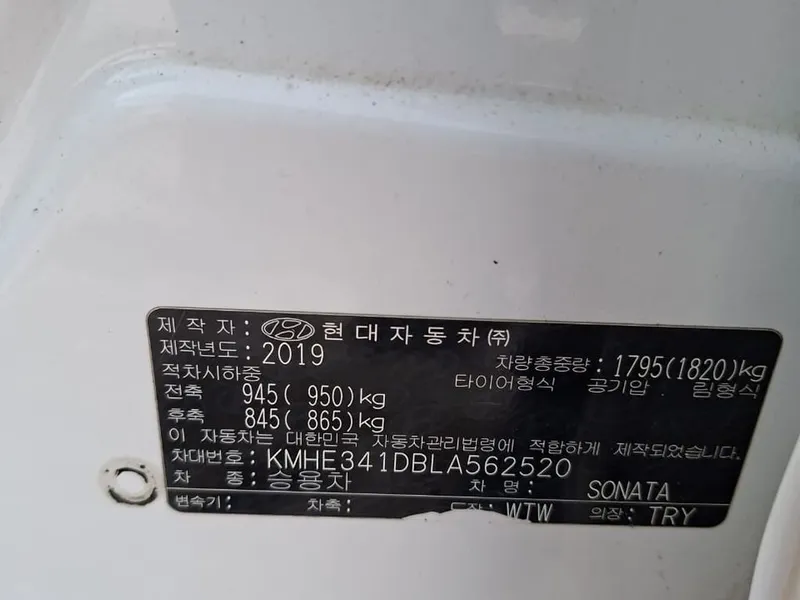 제 작 자 : 현대자동차㈜
제작년도 : 2019
차량총중량 : 1795(1820)kg
적차시하중
타이어형식 공기압 림형식
전축 945( 950)kg
후축 845( 865)kg
이 자동차는 대한민국 자동차관리법령에 적합하게 제작되었습니다.
차대번호 : KMHE341DBLA562520
차 종 : 승용차 차 명 : SONATA
변속기 : 차축 : WTW 의장 : TRY